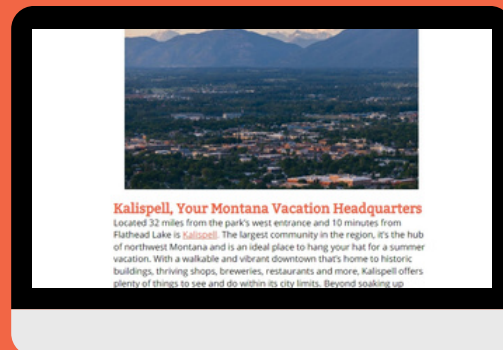 Kalispell, Your Montana Vacation Headquarters
Located 32 miles from the park's west entrance and 10 minutes from
Flathead Lake is Kalispell. The largest community in the region, it's the hub
of northwest Montana and is an ideal place to hang your hat for a summer
vacation. With a walkable and vibrant downtown that's home to historic
buildings, thriving shops, breweries, restaurants and more, Kalispell offers
plenty of things to see and do within its city limits. Beyond soaking up